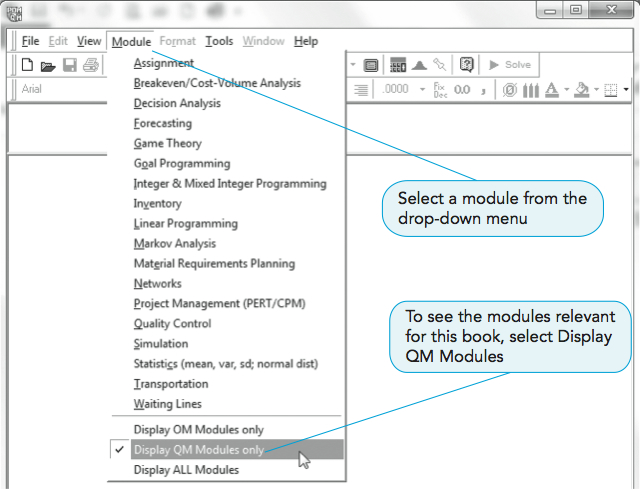 File Edit View Module Format Tools Window Help
Solve
Arial
.0000 Fix Dec 0.0 ,
Assignment
Breakeven/Cost-Volume Analysis
Decision Analysis
Forecasting
Game Theory
Goal Programming
Integer & Mixed Integer Programming
Inventory
Linear Programming
Markov Analysis
Material Requirements Planning
Networks
Project Management (PERT/CPM)
Quality Control
Simulation
Statistics (mean, var, sd; normal dist)
Transportation
Waiting Lines
Display OM Modules only
Display QM Modules only
Display ALL Modules
Select a module from the
drop-down menu
To see the modules relevant
for this book, select Display
QM Modules